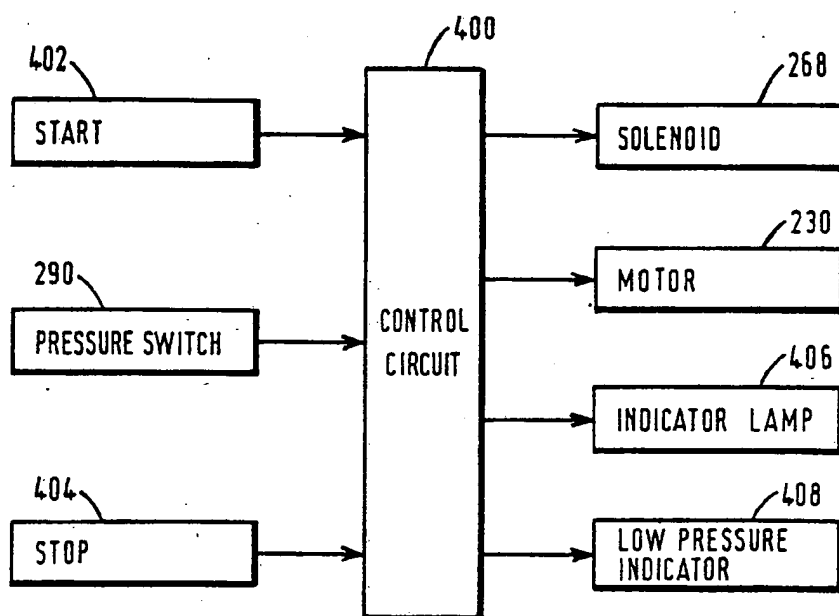 400
402
START
290
PRESSURE SWITCH
404
STOP
CONTROL
CIRCUIT
268
SOLENOID
230
MOTOR
406
INDICATOR LAMP
408
LOW PRESSURE
INDICATOR